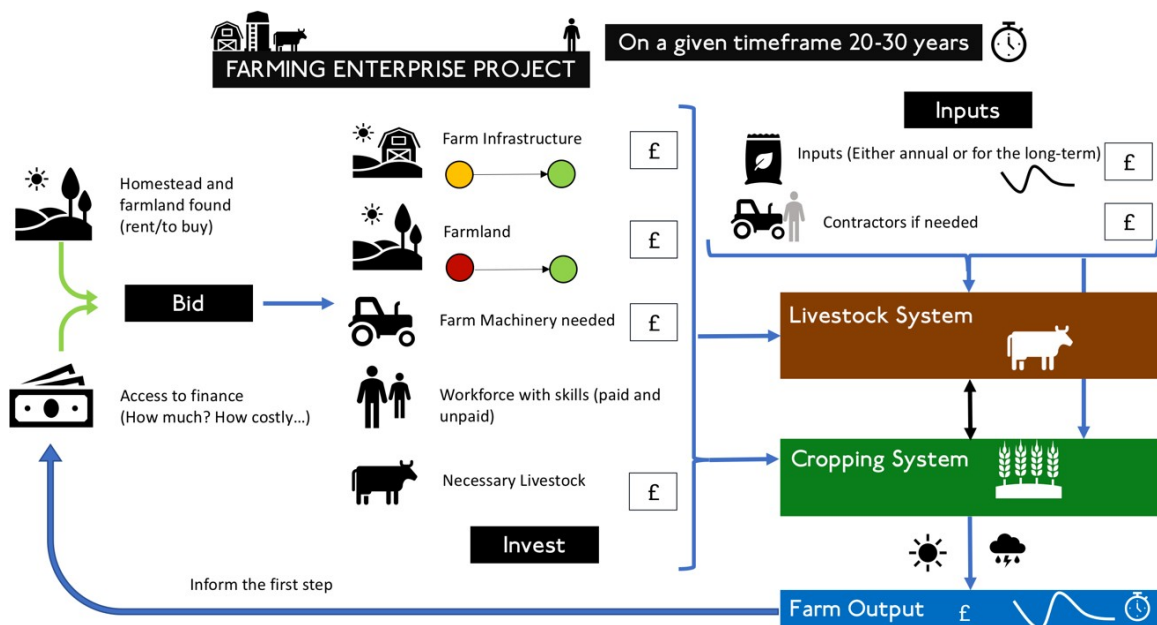 FARMING ENTERPRISE PROJECT
On a given timeframe 20-30 years
Homestead and
farmland found
(rent/to buy)
Bid
Access to finance
(How much? How costly...)
Farm Infrastructure
£
Farmland
£
Farm Machinery needed
£
Workforce with skills (paid and
unpaid)
Necessary Livestock
£
Invest
Inputs
Inputs (Either annual or for the long-term)
£
Contractors if needed
£
Livestock System
Cropping System
Inform the first step
Farm Output £